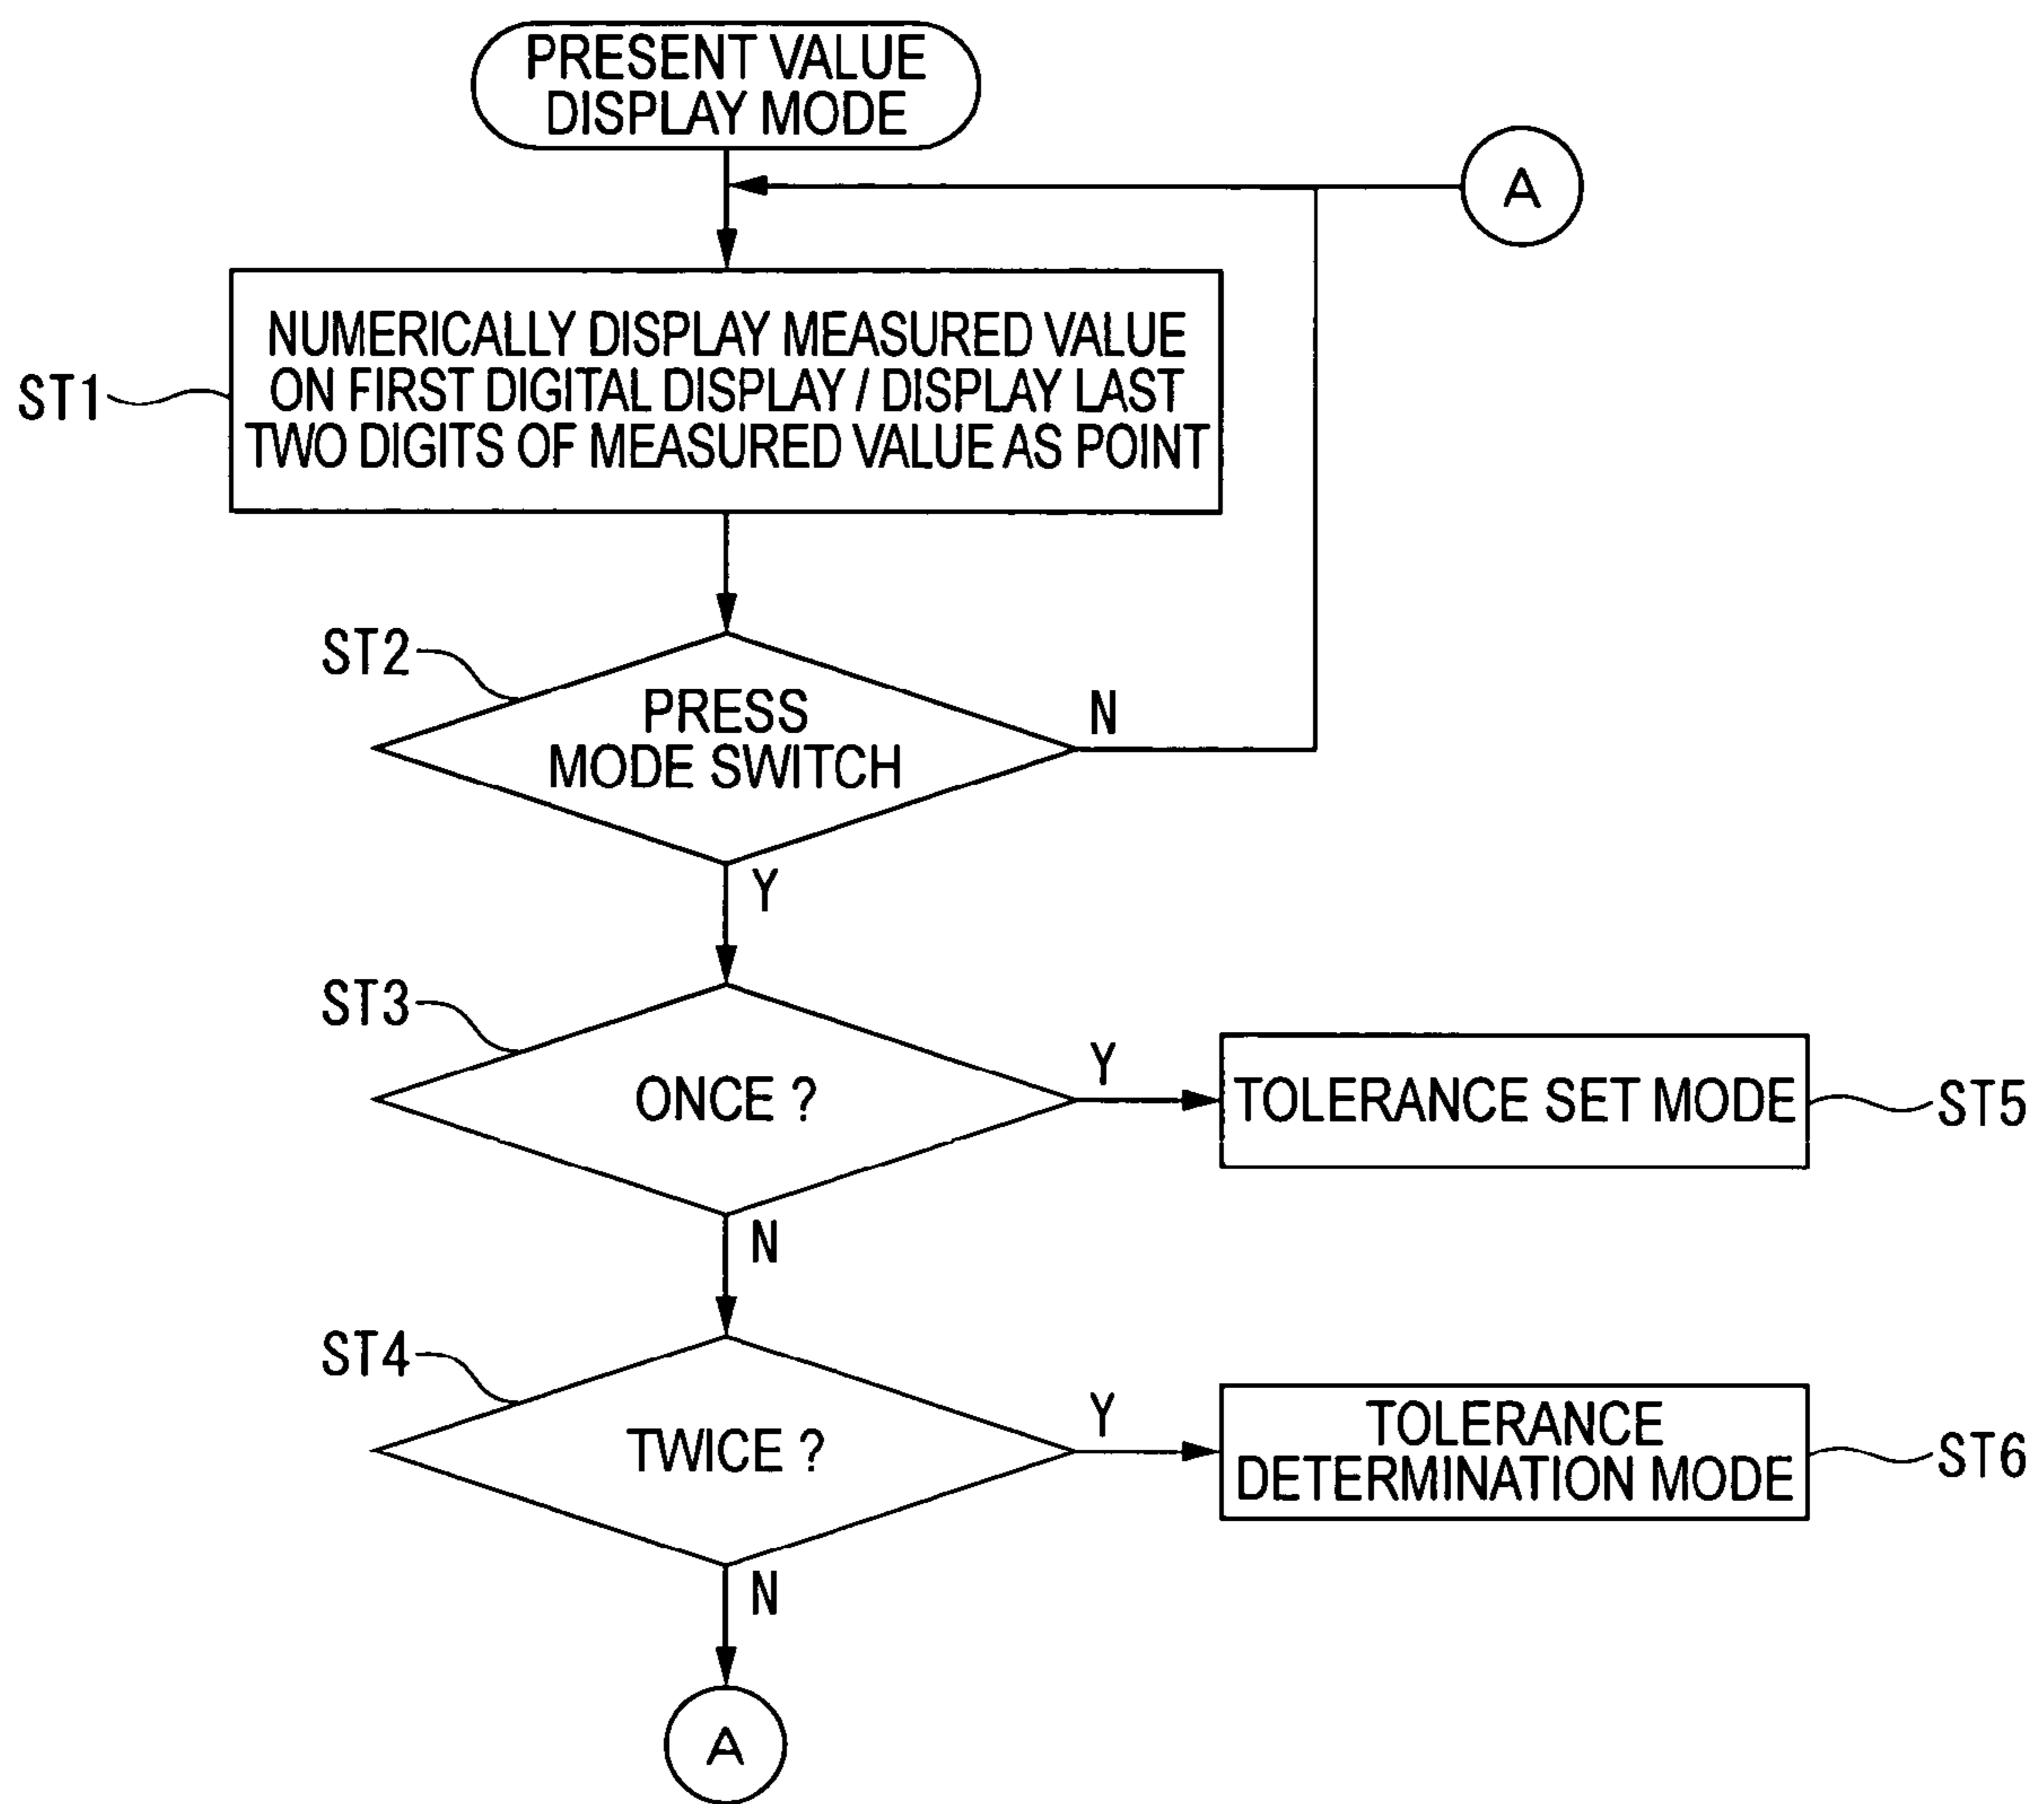 PRESENT VALUE
DISPLAY MODE
A
NUMERICALLY DISPLAY MEASURED VALUE
ON FIRST DIGITAL DISPLAY / DISPLAY LAST
TWO DIGITS OF MEASURED VALUE AS POINT
ST1
ST2
PRESS
MODE SWITCH
N
Y
ST3
ONCE ?
Y
TOLERANCE SET MODE
ST5
N
ST4
TWICE ?
Y
TOLERANCE
DETERMINATION MODE
ST6
N
A